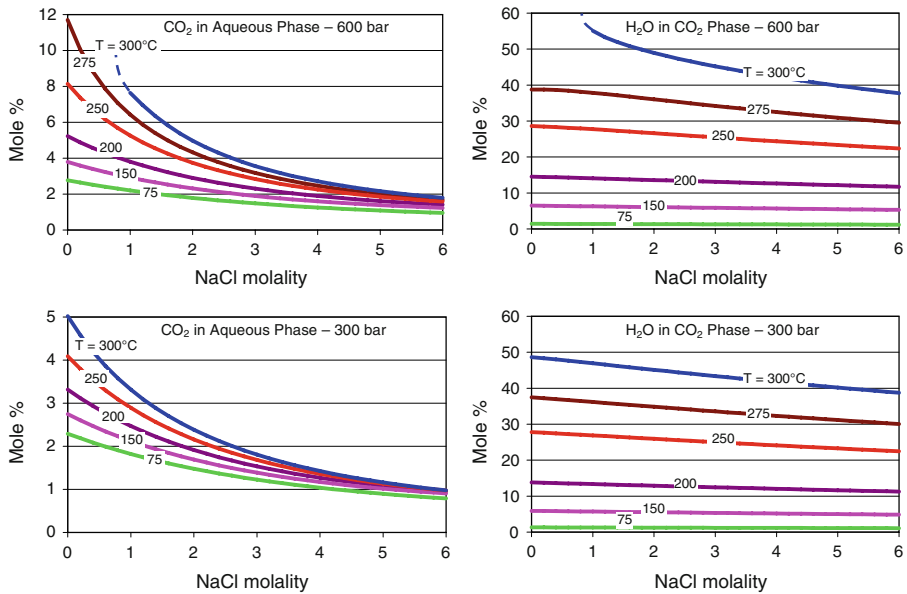 CO₂ in Aqueous Phase – 600 bar
Mole %
12
10
8
6
4
2
0
T = 300°C
275
250
200
150
75
0 1 2 3 4 5 6
NaCl molality
H₂O in CO₂ Phase – 600 bar
Mole %
60
50
40
30
20
10
0
T = 300°C
275
250
200
150
75
0 1 2 3 4 5 6
NaCl molality
CO₂ in Aqueous Phase – 300 bar
Mole %
5
4
3
2
1
0
T = 300°C
250
200
150
75
0 1 2 3 4 5 6
NaCl molality
H₂O in CO₂ Phase – 300 bar
Mole %
60
50
40
30
20
10
0
T = 300°C
275
250
200
150
75
0 1 2 3 4 5 6
NaCl molality